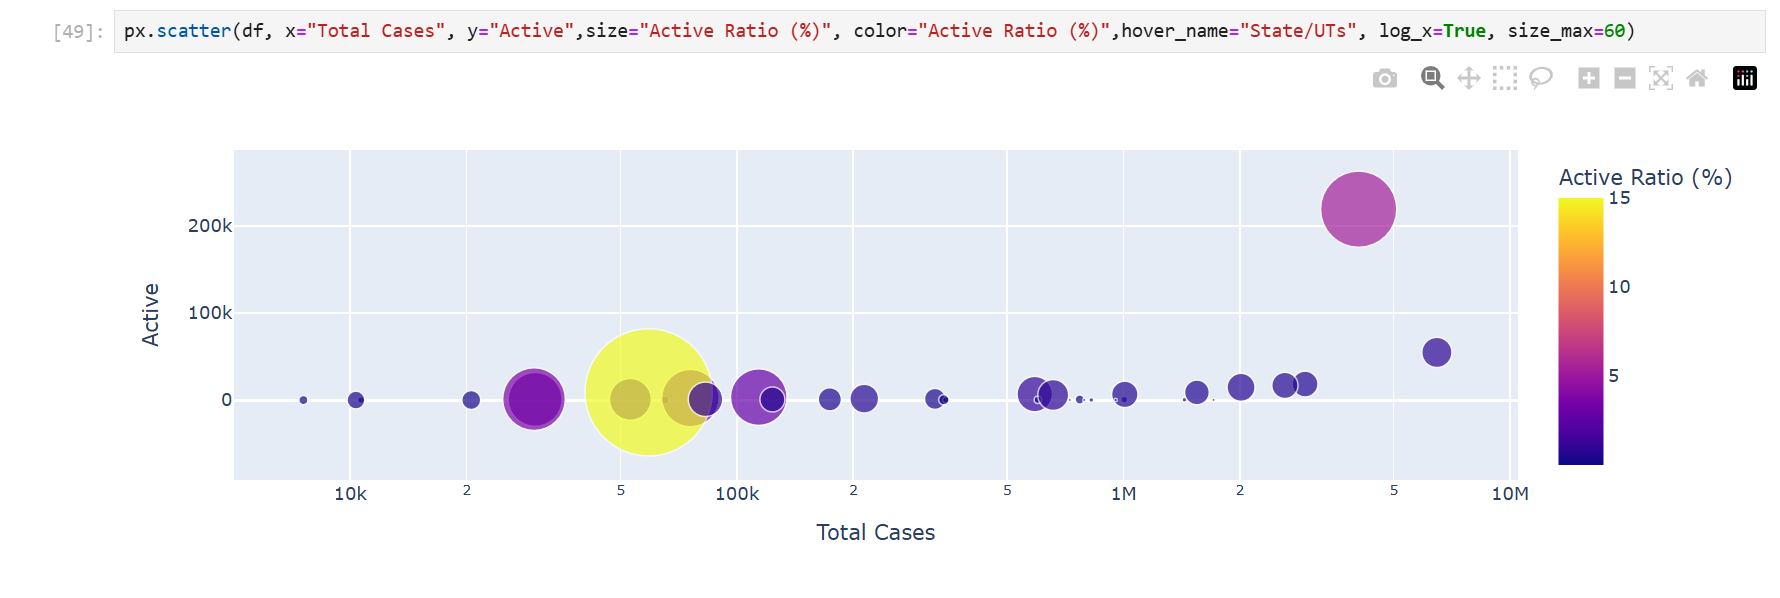 [49]: px.scatter(df, x="Total Cases", y="Active",size="Active Ratio (%)", color="Active Ratio (%)",hover_name="State/UTs", log_x=True, size_max=60)
Active Ratio (%)
15
10
5
200k
100k
0
Active
10k 2 5 100k 2 5 1M 2 5 10M
Total Cases